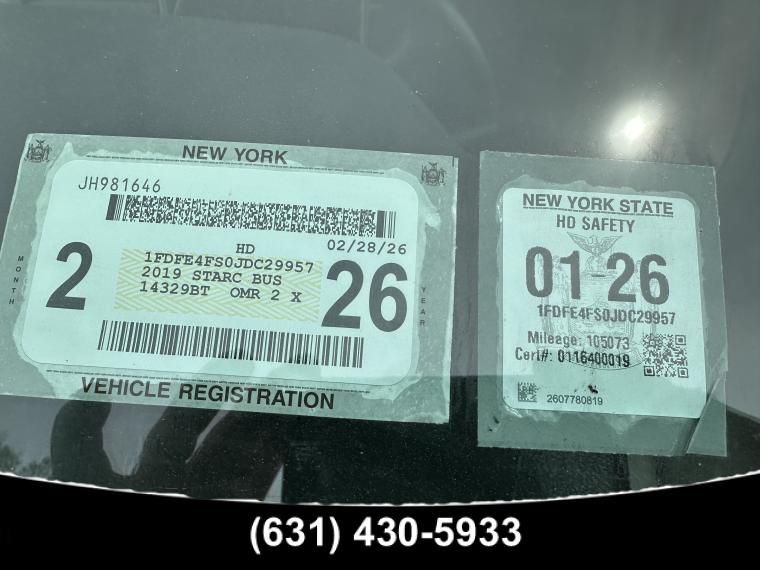 NEW YORK
JH981646
HD 02/28/26
MONTH
2
1FDFE4FS0JDC29957
2019 STARC BUS
14329BT OMR 2 X
26
YEAR
VEHICLE REGISTRATION
NEW YORK STATE
HD SAFETY
01 26
1FDFE4FS0JDC29957
Mileage: 105073
Cert#: 0116400019
2607780819
(631) 430-5933